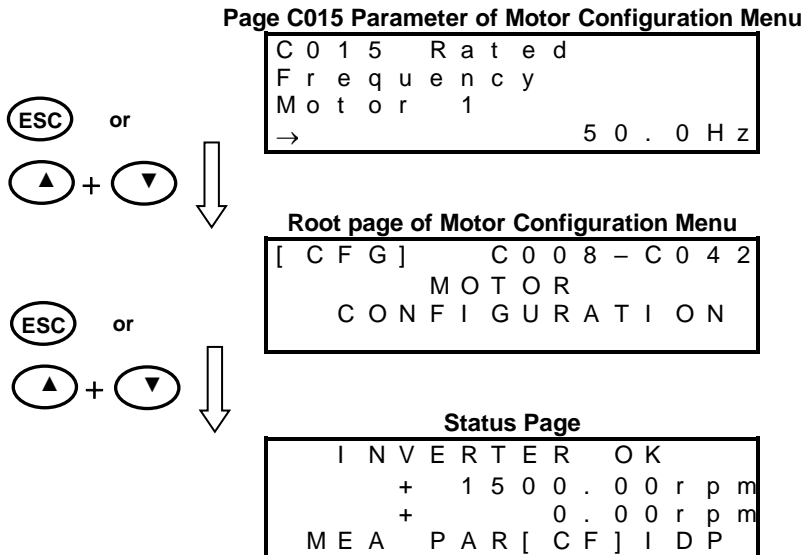 Page C015 Parameter of Motor Configuration Menu
C015 Rated
Frequency
Motor 1
→ 50.0Hz
ESC or
▲ + ▼
Root page of Motor Configuration Menu
[CFG] C008–C042
MOTOR
CONFIGURATION
ESC or
▲ + ▼
Status Page
INVERTER OK
+ 1500.00rpm
+ 0.00rpm
MEA PAR[CF]IDP